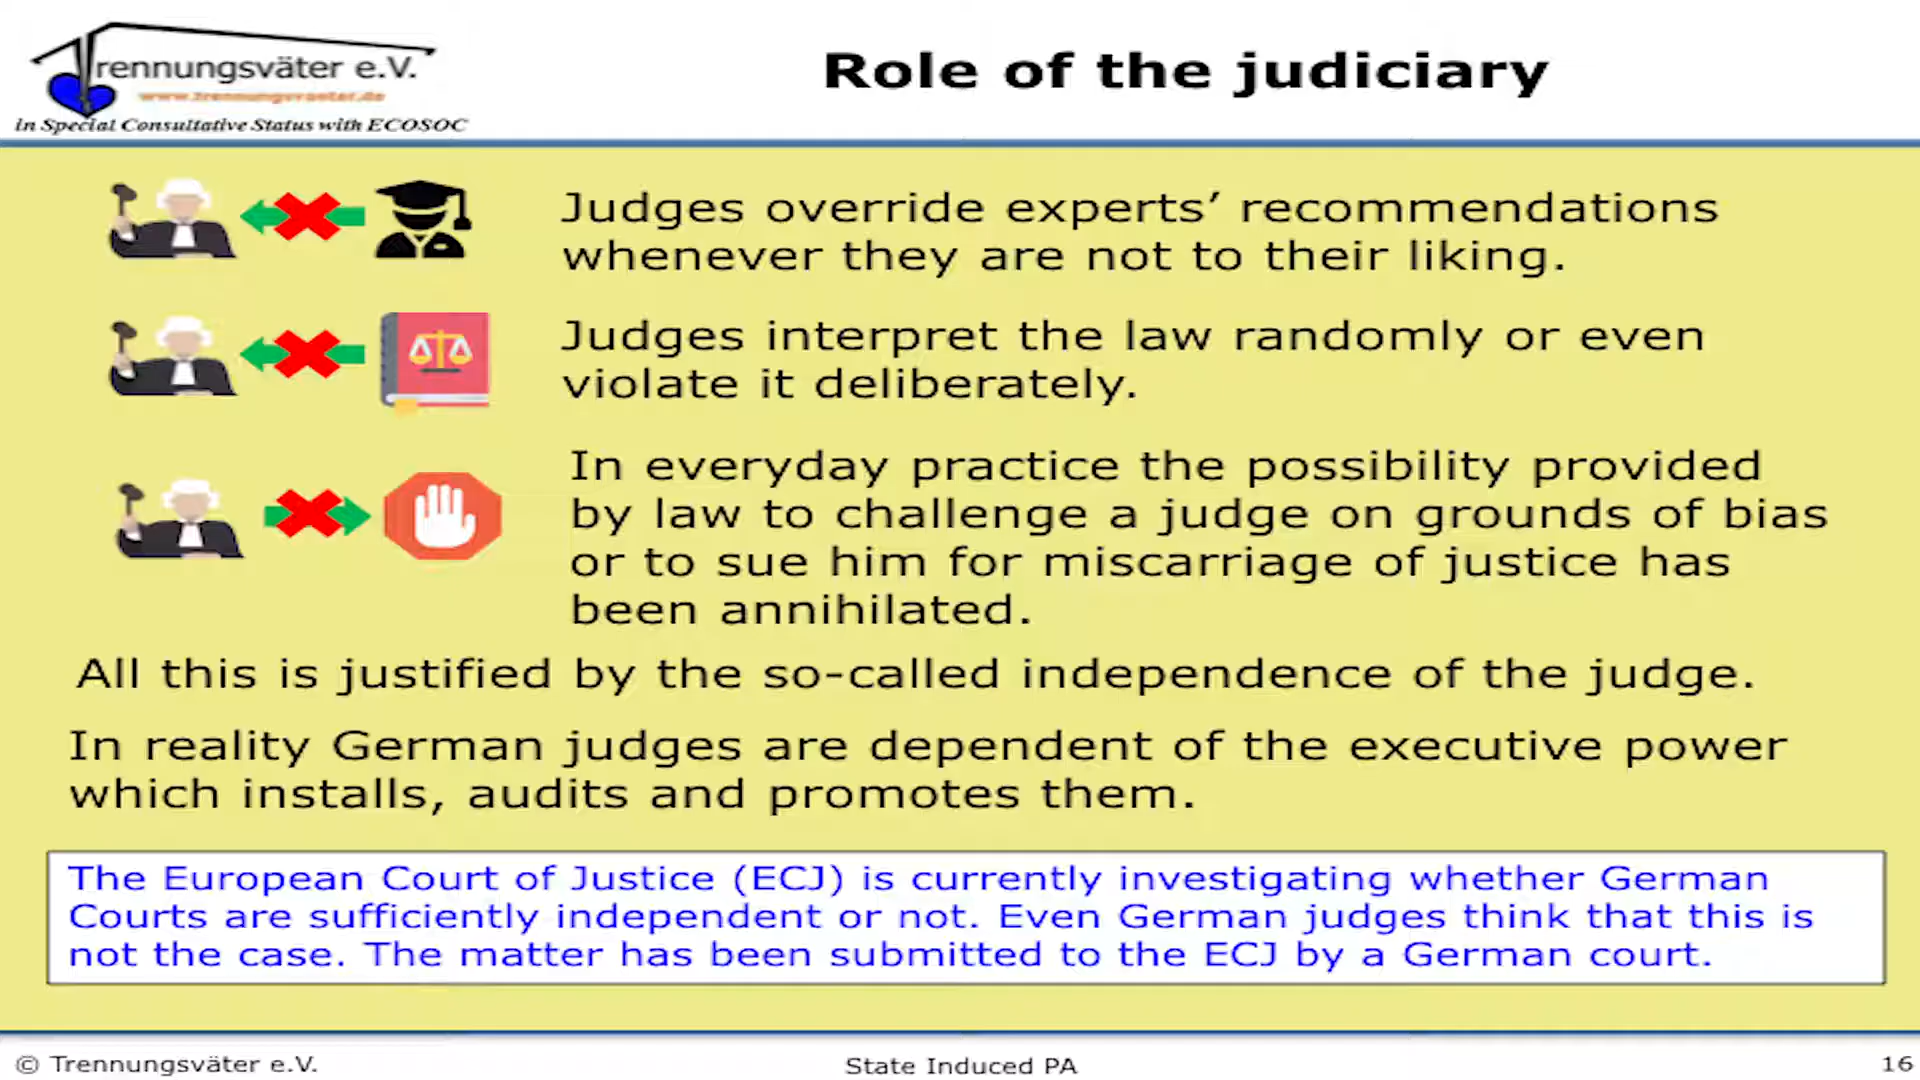 Trennungsväter e.V.
www.trennungsvaeter.de
in Special Consultative Status with ECOSOC
Role of the judiciary
Judges override experts’ recommendations
whenever they are not to their liking.
Judges interpret the law randomly or even
violate it deliberately.
In everyday practice the possibility provided
by law to challenge a judge on grounds of bias
or to sue him for miscarriage of justice has
been annihilated.
All this is justified by the so-called independence of the judge.
In reality German judges are dependent of the executive power
which installs, audits and promotes them.
The European Court of Justice (ECJ) is currently investigating whether German
Courts are sufficiently independent or not. Even German judges think that this is
not the case. The matter has been submitted to the ECJ by a German court.
© Trennungsväter e.V.
State Induced PA
16